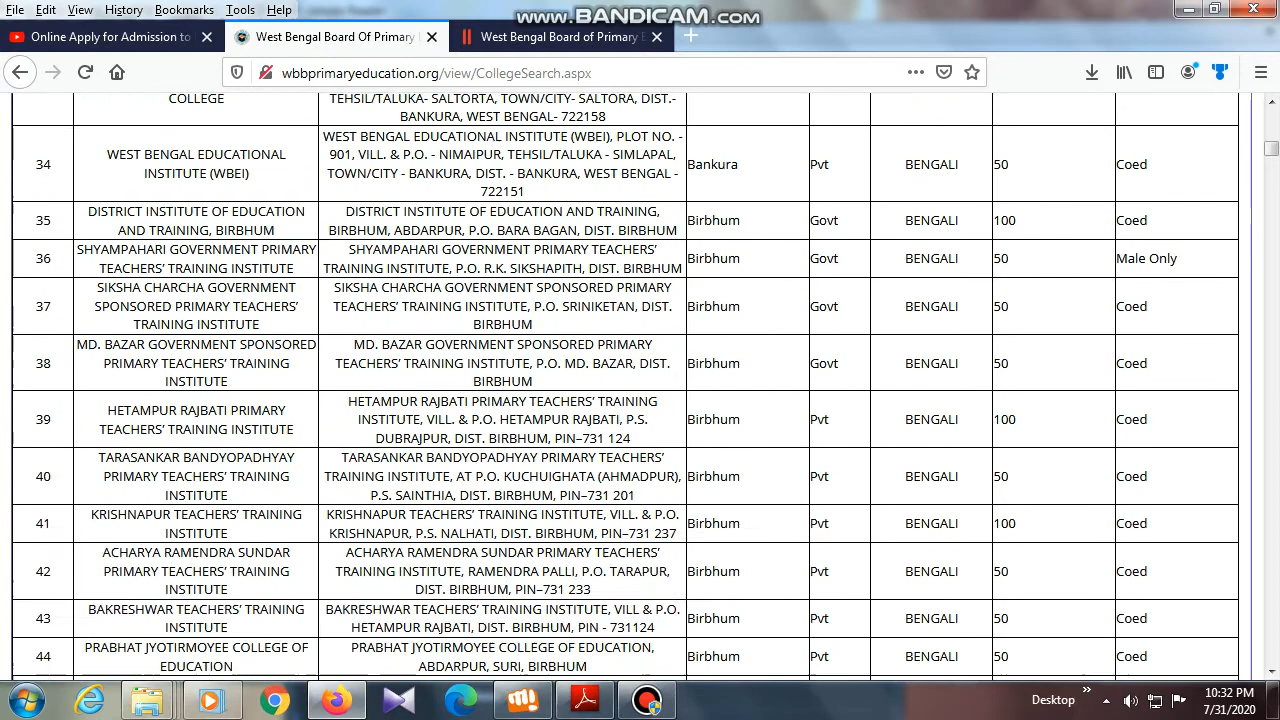 File Edit View History Bookmarks Tools Help
www.BANDICAM.com
Online Apply for Admission to
West Bengal Board Of Primary
West Bengal Board of Primary E
wbbprimaryeducation.org/view/CollegeSearch.aspx
COLLEGE
TEHSIL/TALUKA- SALTORTA, TOWN/CITY- SALTORA, DIST.-
BANKURA, WEST BENGAL- 722158
34
WEST BENGAL EDUCATIONAL
INSTITUTE (WBEI)
WEST BENGAL EDUCATIONAL INSTITUTE (WBEI), PLOT NO. -
901, VILL. & P.O. - NIMAIPUR, TEHSIL/TALUKA - SIMLAPAL,
TOWN/CITY - BANKURA, DIST. - BANKURA, WEST BENGAL -
722151
Bankura
Pvt
BENGALI
50
Coed
35
DISTRICT INSTITUTE OF EDUCATION
AND TRAINING, BIRBHUM
DISTRICT INSTITUTE OF EDUCATION AND TRAINING,
BIRBHUM, ABDARPUR, P.O. BARA BAGAN, DIST. BIRBHUM
Birbhum
Govt
BENGALI
100
Coed
36
SHYAMPAHARI GOVERNMENT PRIMARY
TEACHERS’ TRAINING INSTITUTE
SHYAMPAHARI GOVERNMENT PRIMARY TEACHERS’
TRAINING INSTITUTE, P.O. R.K. SIKSHAPITH, DIST. BIRBHUM
Birbhum
Govt
BENGALI
50
Male Only
37
SIKSHA CHARCHA GOVERNMENT
SPONSORED PRIMARY TEACHERS’
TRAINING INSTITUTE
SIKSHA CHARCHA GOVERNMENT SPONSORED PRIMARY
TEACHERS’ TRAINING INSTITUTE, P.O. SRINIKETAN, DIST.
BIRBHUM
Birbhum
Govt
BENGALI
50
Coed
38
MD. BAZAR GOVERNMENT SPONSORED
PRIMARY TEACHERS’ TRAINING
INSTITUTE
MD. BAZAR GOVERNMENT SPONSORED PRIMARY
TEACHERS’ TRAINING INSTITUTE, P.O. MD. BAZAR, DIST.
BIRBHUM
Birbhum
Govt
BENGALI
50
Coed
39
HETAMPUR RAJBATI PRIMARY
TEACHERS’ TRAINING INSTITUTE
HETAMPUR RAJBATI PRIMARY TEACHERS’ TRAINING
INSTITUTE, VILL. & P.O. HETAMPUR RAJBATI, P.S.
DUBRAJPUR, DIST. BIRBHUM, PIN–731 124
Birbhum
Pvt
BENGALI
100
Coed
40
TARASANKAR BANDYOPADHYAY
PRIMARY TEACHERS’ TRAINING
INSTITUTE
TARASANKAR BANDYOPADHYAY PRIMARY TEACHERS’
TRAINING INSTITUTE, AT P.O. KUCHUIGHATA (AHMADPUR),
P.S. SAINTHIA, DIST. BIRBHUM, PIN–731 201
Birbhum
Pvt
BENGALI
50
Coed
41
KRISHNAPUR TEACHERS’ TRAINING
INSTITUTE
KRISHNAPUR TEACHERS’ TRAINING INSTITUTE, VILL. & P.O.
KRISHNAPUR, P.S. NALHATI, DIST. BIRBHUM, PIN–731 237
Birbhum
Pvt
BENGALI
100
Coed
42
ACHARYA RAMENDRA SUNDAR
PRIMARY TEACHERS’ TRAINING
INSTITUTE
ACHARYA RAMENDRA SUNDAR PRIMARY TEACHERS’
TRAINING INSTITUTE, RAMENDRA PALLI, P.O. TARAPUR,
DIST. BIRBHUM, PIN–731 233
Birbhum
Pvt
BENGALI
50
Coed
43
BAKRESHWAR TEACHERS’ TRAINING
INSTITUTE
BAKRESHWAR TEACHERS’ TRAINING INSTITUTE, VILL & P.O.
HETAMPUR RAJBATI, DIST. BIRBHUM, PIN - 731124
Birbhum
Pvt
BENGALI
50
Coed
44
PRABHAT JYOTIRMOYEE COLLEGE OF
EDUCATION
PRABHAT JYOTIRMOYEE COLLEGE OF EDUCATION,
ABDARPUR, SURI, BIRBHUM
Birbhum
Pvt
BENGALI
50
Coed
Desktop
10:32 PM
7/31/2020